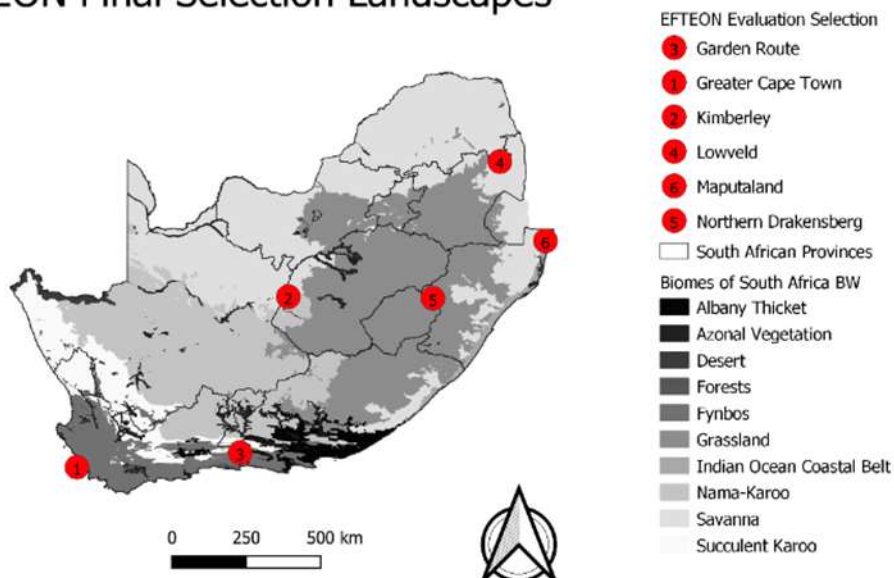 EON Final Selection Landscapes
EFTEON Evaluation Selection
3 Garden Route
1 Greater Cape Town
2 Kimberley
4 Lowveld
6 Maputaland
5 Northern Drakensberg
South African Provinces
Biomes of South Africa BW
Albany Thicket
Azonal Vegetation
Desert
Forests
Fynbos
Grassland
Indian Ocean Coastal Belt
Nama-Karoo
Savanna
Succulent Karoo
4
6
2
5
3
1
0 250 500 km